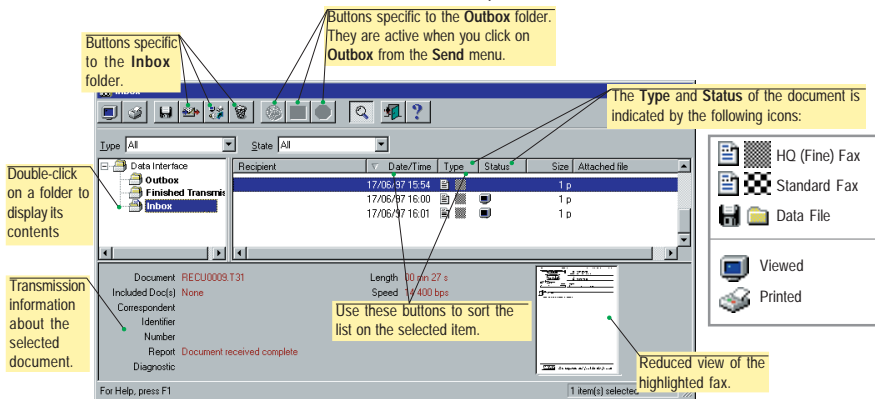 Buttons specific to the Outbox folder.
They are active when you click on
Outbox from the Send menu.
Buttons specific
to the Inbox
folder.
Inbox
The Type and Status of the document is
indicated by the following icons:
Type All
State All
HQ (Fine) Fax
Standard Fax
Data File
Viewed
Printed
Double-click
on a folder to
display its
contents
Data Interface
Outbox
Finished Transmis
Inbox
Recipient Date/Time Type Status Size Attached file
17/06/97 15:54 1 p
17/06/97 16:00 1 p
17/06/97 16:01 1 p
Transmission
information
about the
selected
document.
Document RECU0009.T31
Included Doc(s) None
Correspondent
Identifier
Number
Report Document received complete
Diagnostic
Length 00 mn 27 s
Speed 14 400 bps
Use these buttons to sort the
list on the selected item.
Reduced view of the
highlighted fax.
For Help, press F1
1 item(s) selected